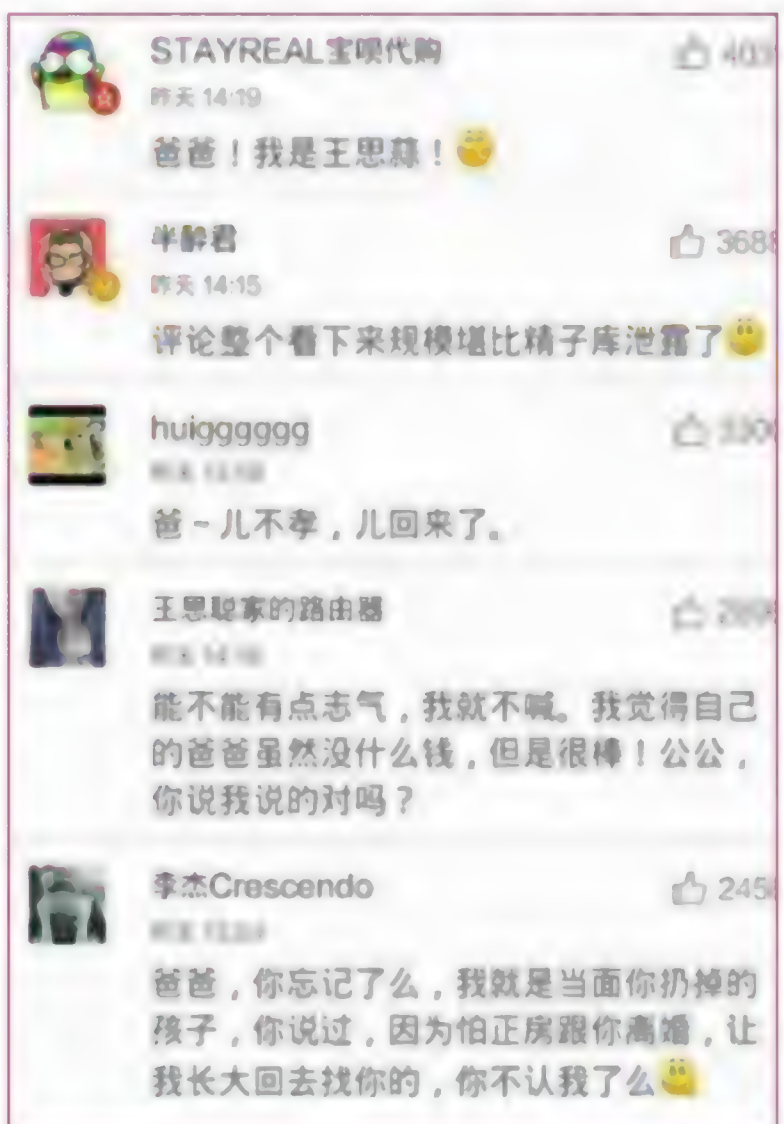 STAYREAL宝呗代购
昨天 14:19
爸爸！我是王思蒜！
半醉君
3688
昨天 14:15
评论整个看下来规模堪比精子库泄露了
huigggggg
爸~儿不孝，儿回来了。
王思聪家的路由器
能不能有点志气，我就不喊。我觉得自己
的爸爸虽然没什么钱，但是很棒！公公，
你说我说的对吗？
李杰Crescendo
245
爸爸，你忘记了么，我就是当面你扔掉的
孩子，你说过，因为怕正房跟你离婚，让
我长大回去找你的，你不认我了么